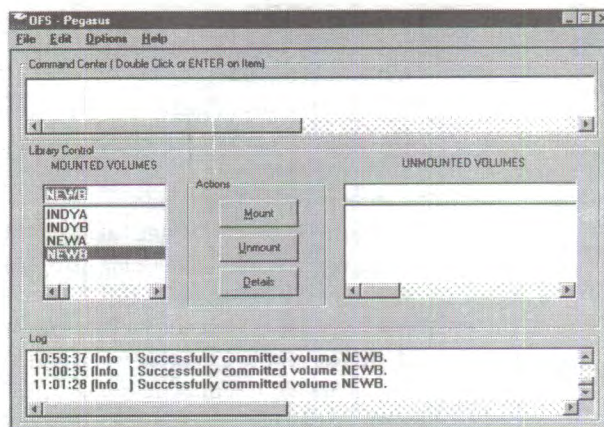 OFS - Pegasus
File Edit Options Help
Command Center ( Double Click or ENTER on Item)
Library Control
MOUNTED VOLUMES
UNMOUNTED VOLUMES
NEWB
INDYA
INDYB
NEWA
NEWB
Actions
Mount
Unmount
Details
Log
10:59:37 [Info ] Successfully committed volume NEWB.
11:00:35 [Info ] Successfully committed volume NEWB.
11:01:28 [Info ] Successfully committed volume NEWB.